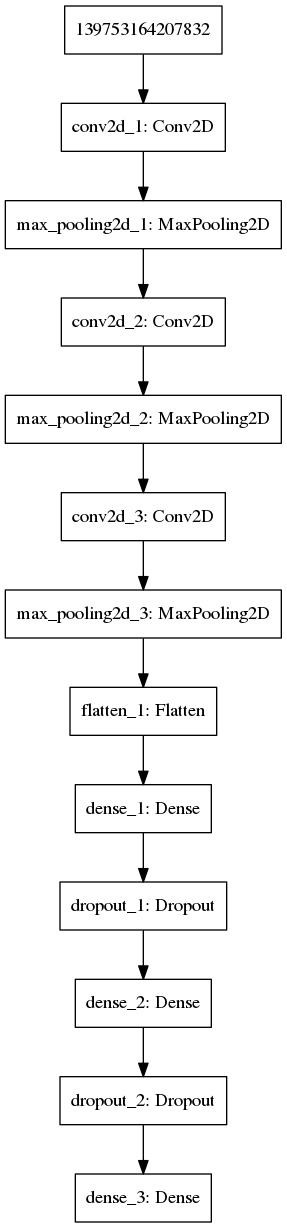 139753164207832
conv2d_1: Conv2D
max_pooling2d_1: MaxPooling2D
conv2d_2: Conv2D
max_pooling2d_2: MaxPooling2D
conv2d_3: Conv2D
max_pooling2d_3: MaxPooling2D
flatten_1: Flatten
dense_1: Dense
dropout_1: Dropout
dense_2: Dense
dropout_2: Dropout
dense_3: Dense